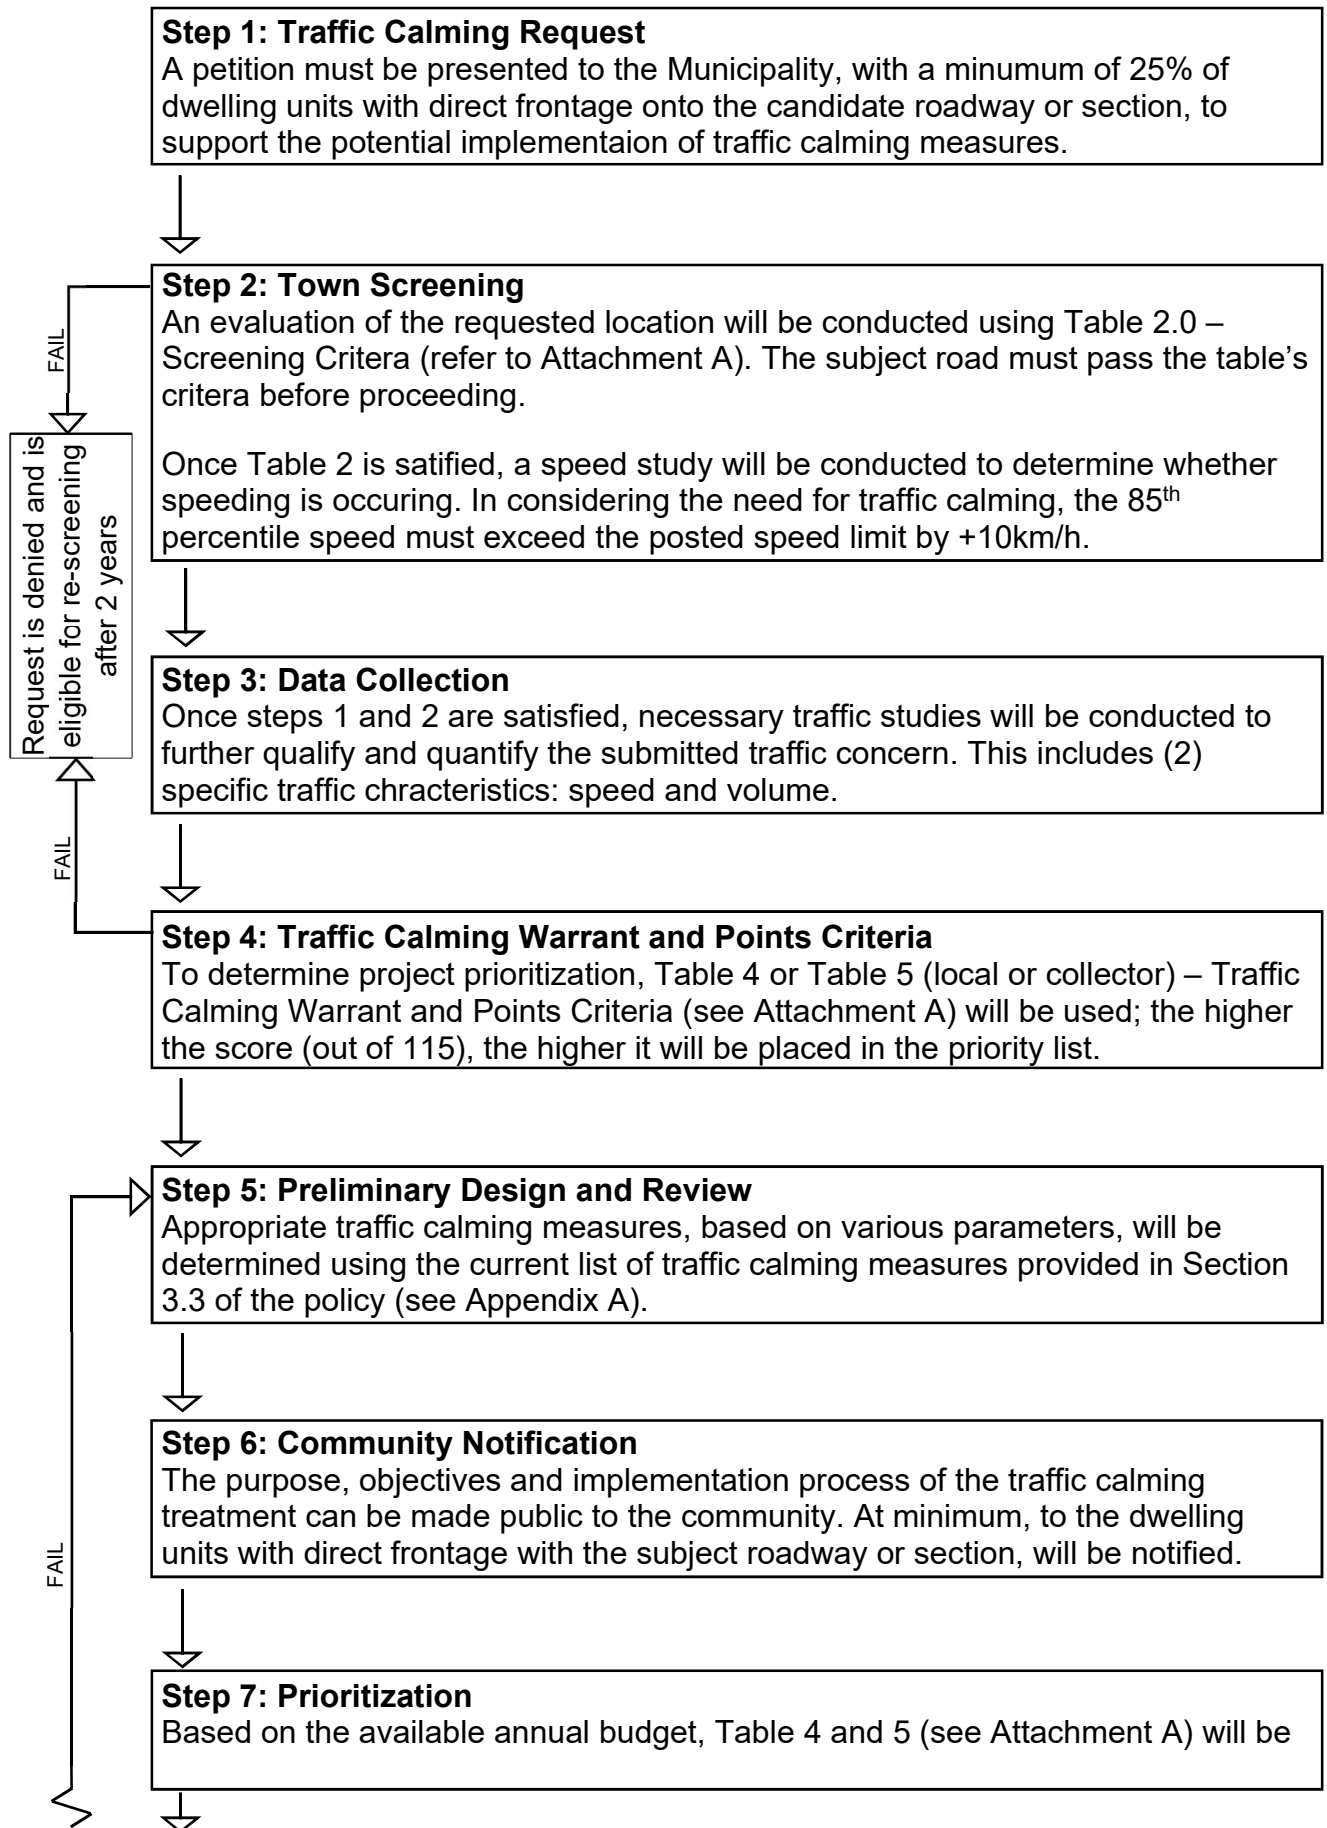 Step 1: Traffic Calming Request
A petition must be presented to the Municipality, with a minumum of 25% of
dwelling units with direct frontage onto the candidate roadway or section, to
support the potential implementaion of traffic calming measures.
Step 2: Town Screening
An evaluation of the requested location will be conducted using Table 2.0 –
Screening Critera (refer to Attachment A). The subject road must pass the table’s
critera before proceeding.
Once Table 2 is satified, a speed study will be conducted to determine whether
speeding is occuring. In considering the need for traffic calming, the 85th
percentile speed must exceed the posted speed limit by +10km/h.
FAIL
Request is denied and is
eligible for re-screening
after 2 years
Step 3: Data Collection
Once steps 1 and 2 are satisfied, necessary traffic studies will be conducted to
further qualify and quantify the submitted traffic concern. This includes (2)
specific traffic chracteristics: speed and volume.
FAIL
Step 4: Traffic Calming Warrant and Points Criteria
To determine project prioritization, Table 4 or Table 5 (local or collector) – Traffic
Calming Warrant and Points Criteria (see Attachment A) will be used; the higher
the score (out of 115), the higher it will be placed in the priority list.
Step 5: Preliminary Design and Review
Appropriate traffic calming measures, based on various parameters, will be
determined using the current list of traffic calming measures provided in Section
3.3 of the policy (see Appendix A).
Step 6: Community Notification
The purpose, objectives and implementation process of the traffic calming
treatment can be made public to the community. At minimum, to the dwelling
units with direct frontage with the subject roadway or section, will be notified.
FAIL
Step 7: Prioritization
Based on the available annual budget, Table 4 and 5 (see Attachment A) will be